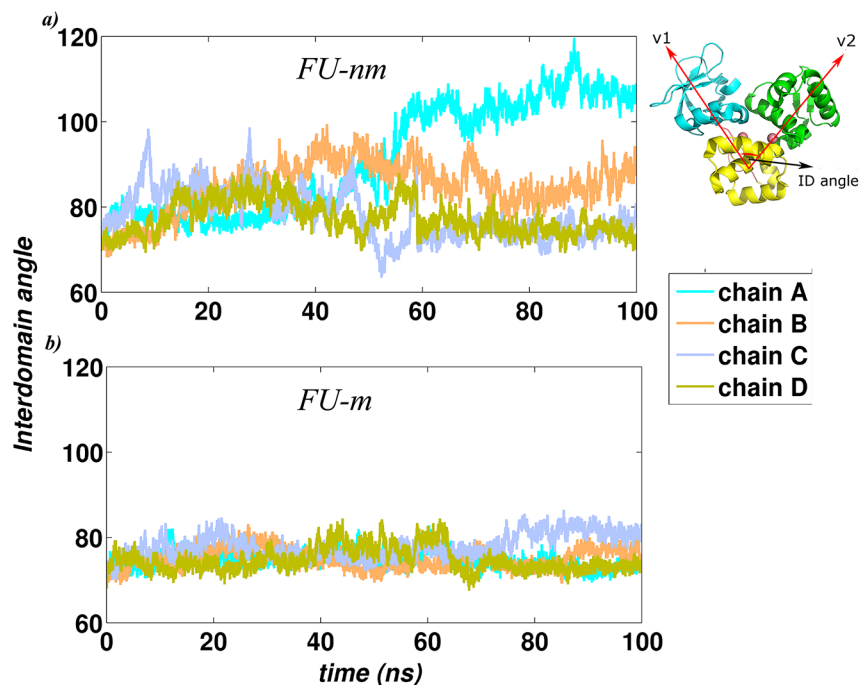 a)
120
100
80
60
FU-nm
0
20
40
60
80
100
v1
v2
ID angle
chain A
chain B
chain C
chain D
Interdomain angle
b)
120
100
80
60
FU-m
0
20
40
60
80
100
time (ns)